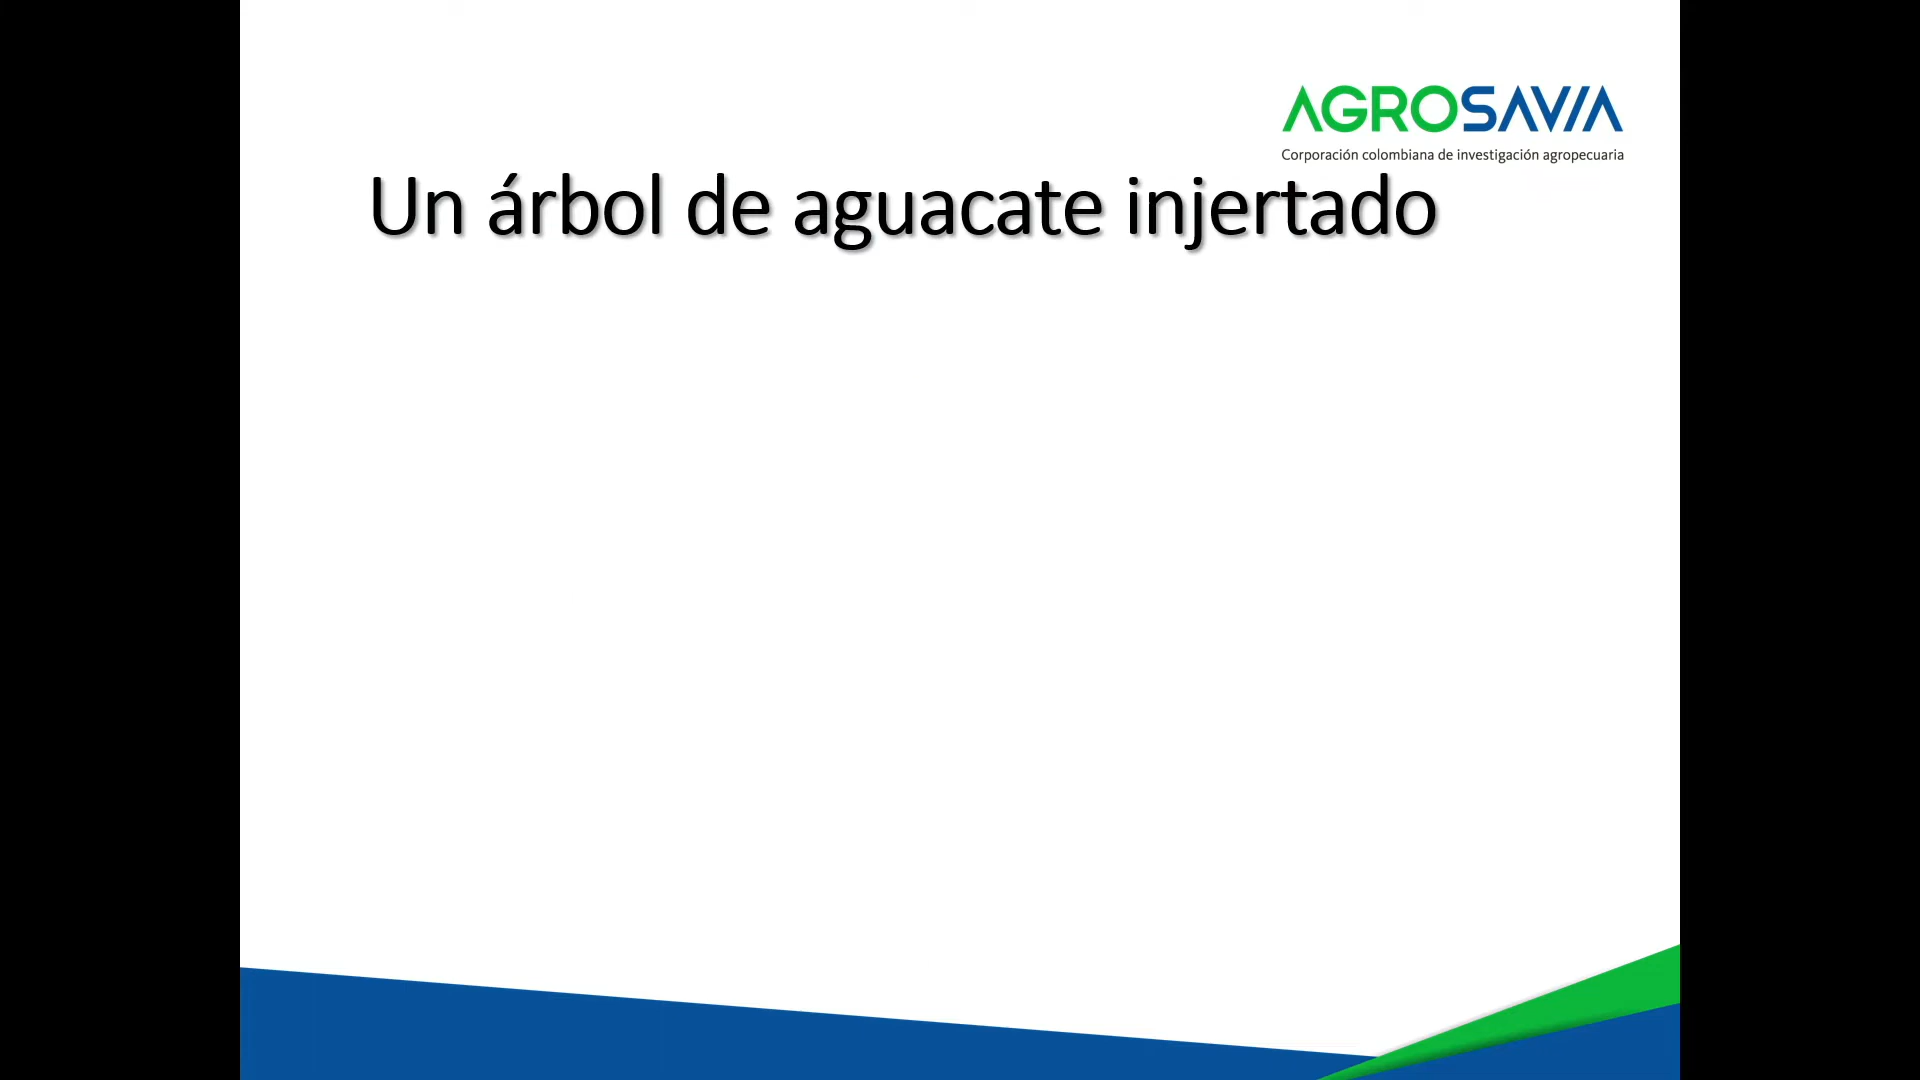 AGROSAVIA
Corporación colombiana de investigación agropecuaria
Un árbol de aguacate injertado